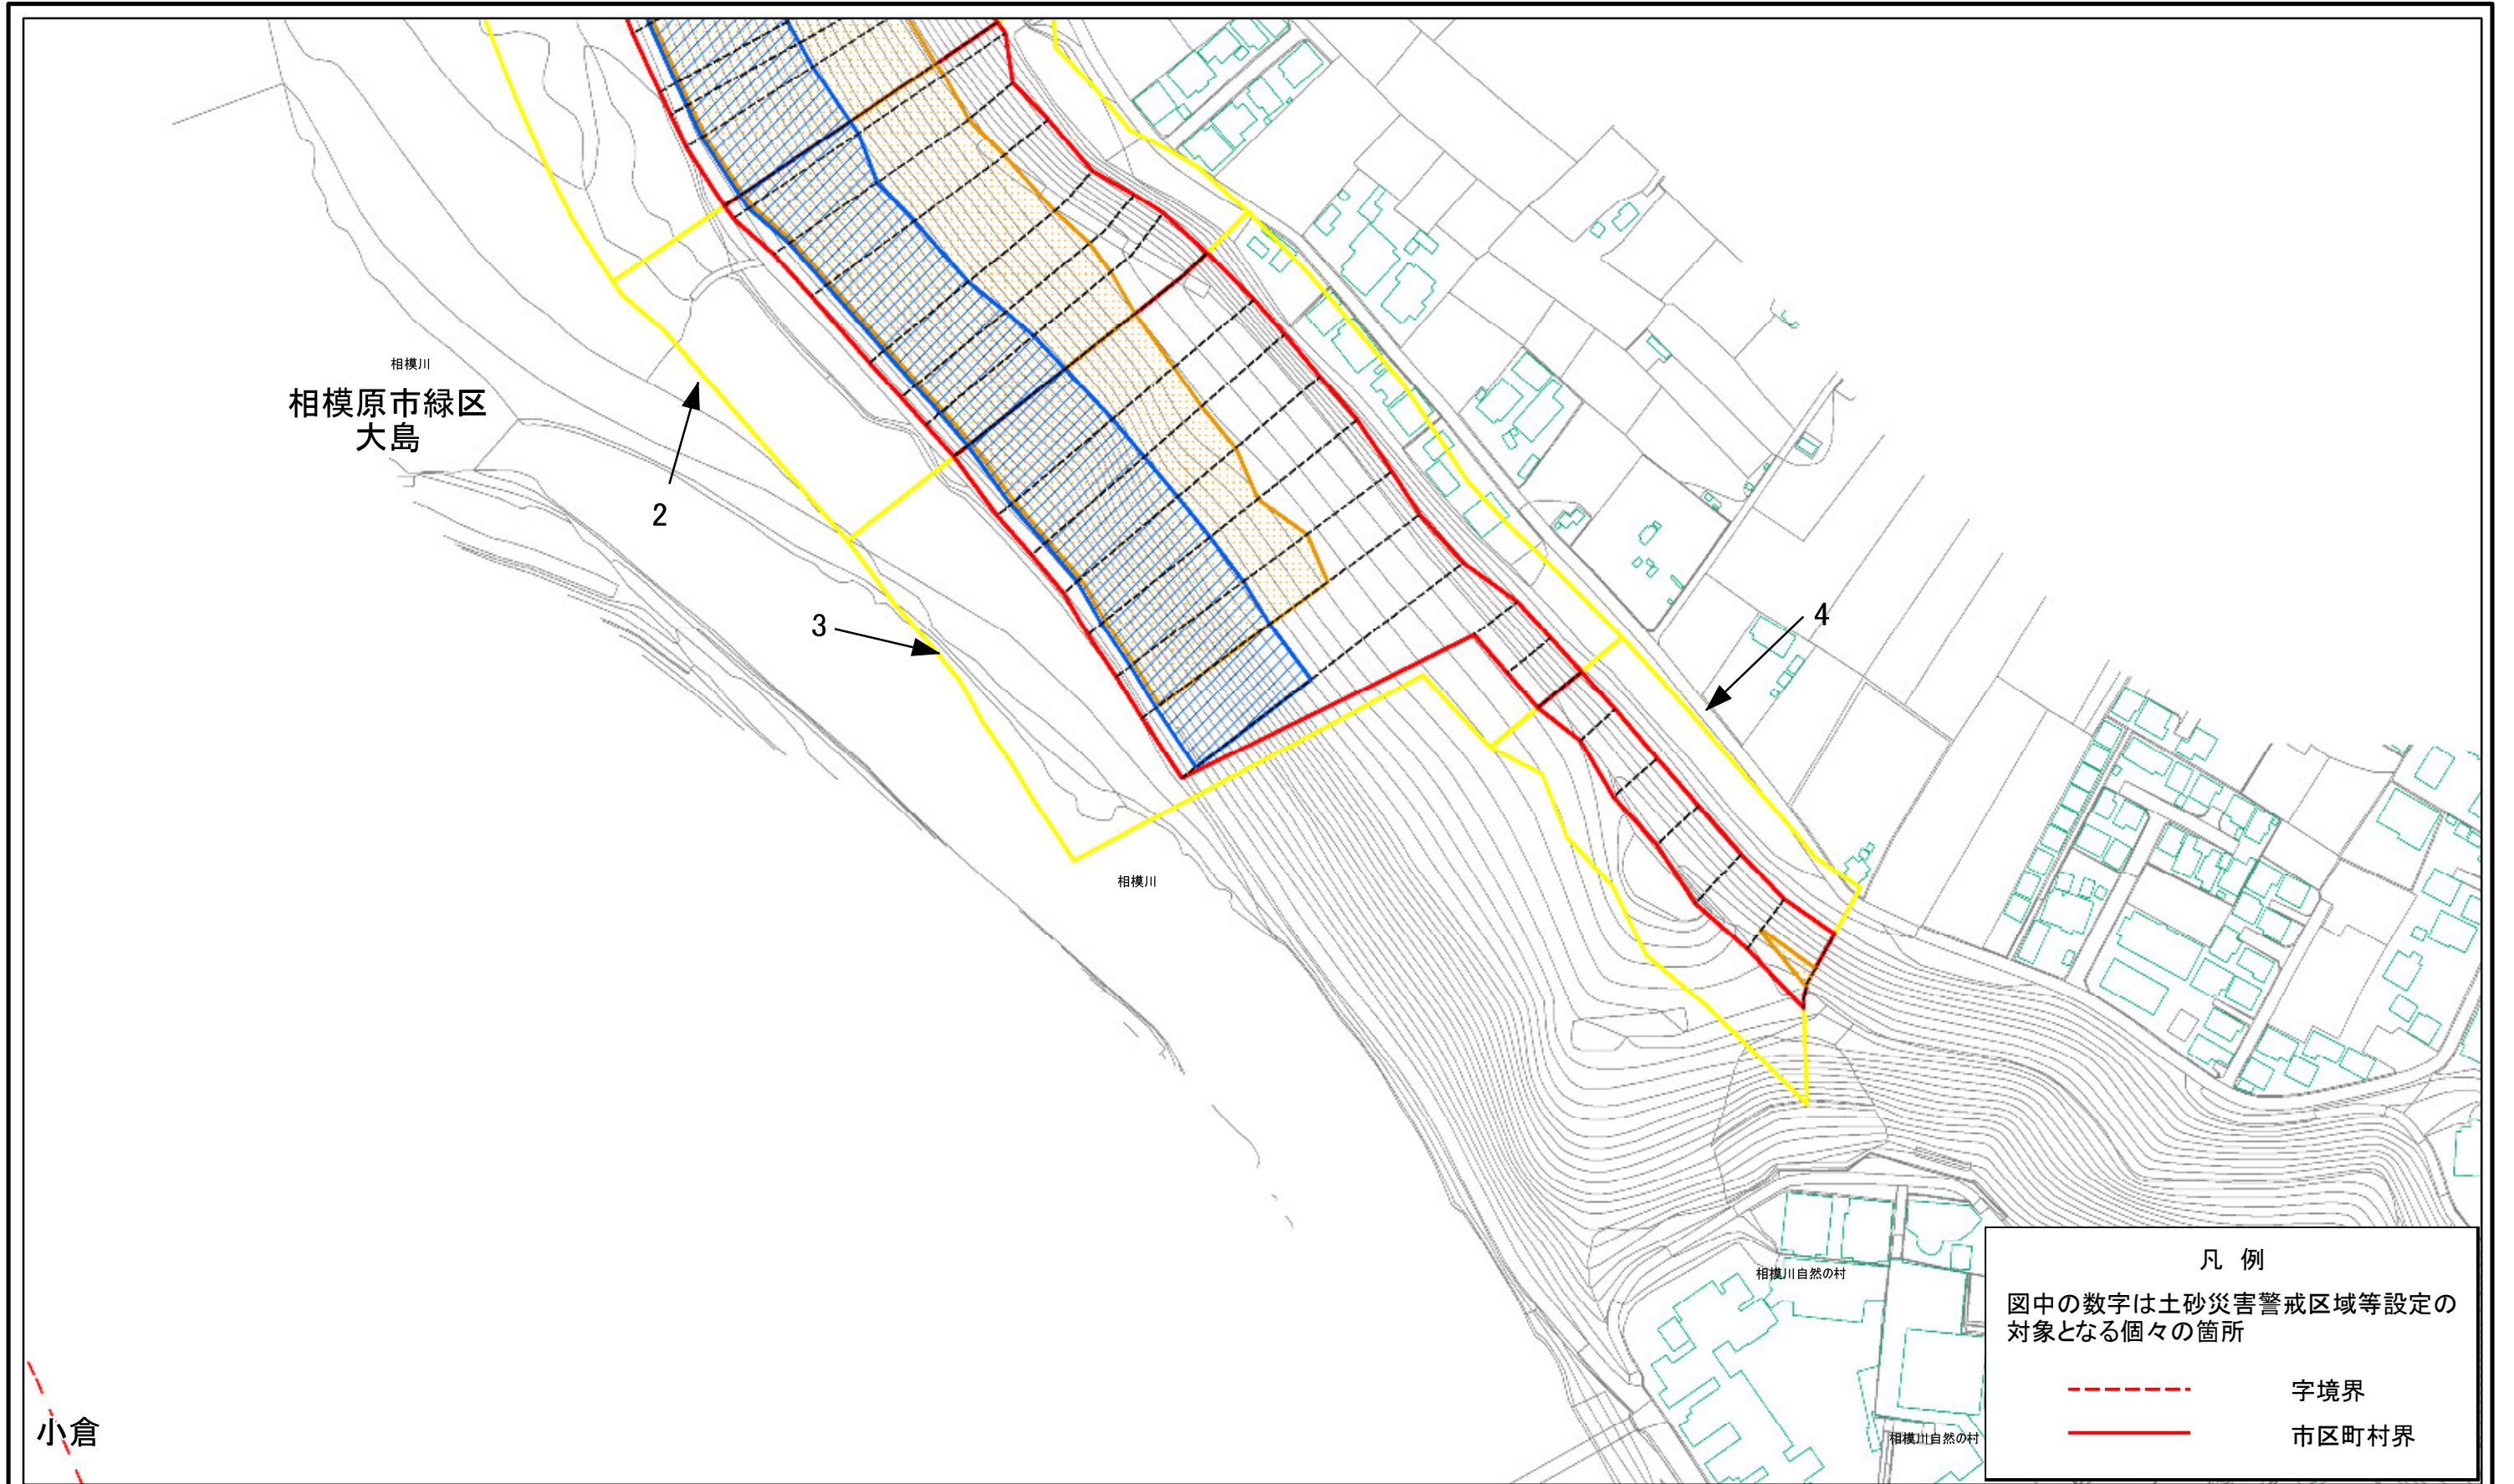 相模川
相模原市緑区
大島
2
3
4
相模川
相模川自然の村
相模川自然の村
小倉
凡 例
図中の数字は土砂災害警戒区域等設定の
対象となる個々の箇所
字境界
市区町村界